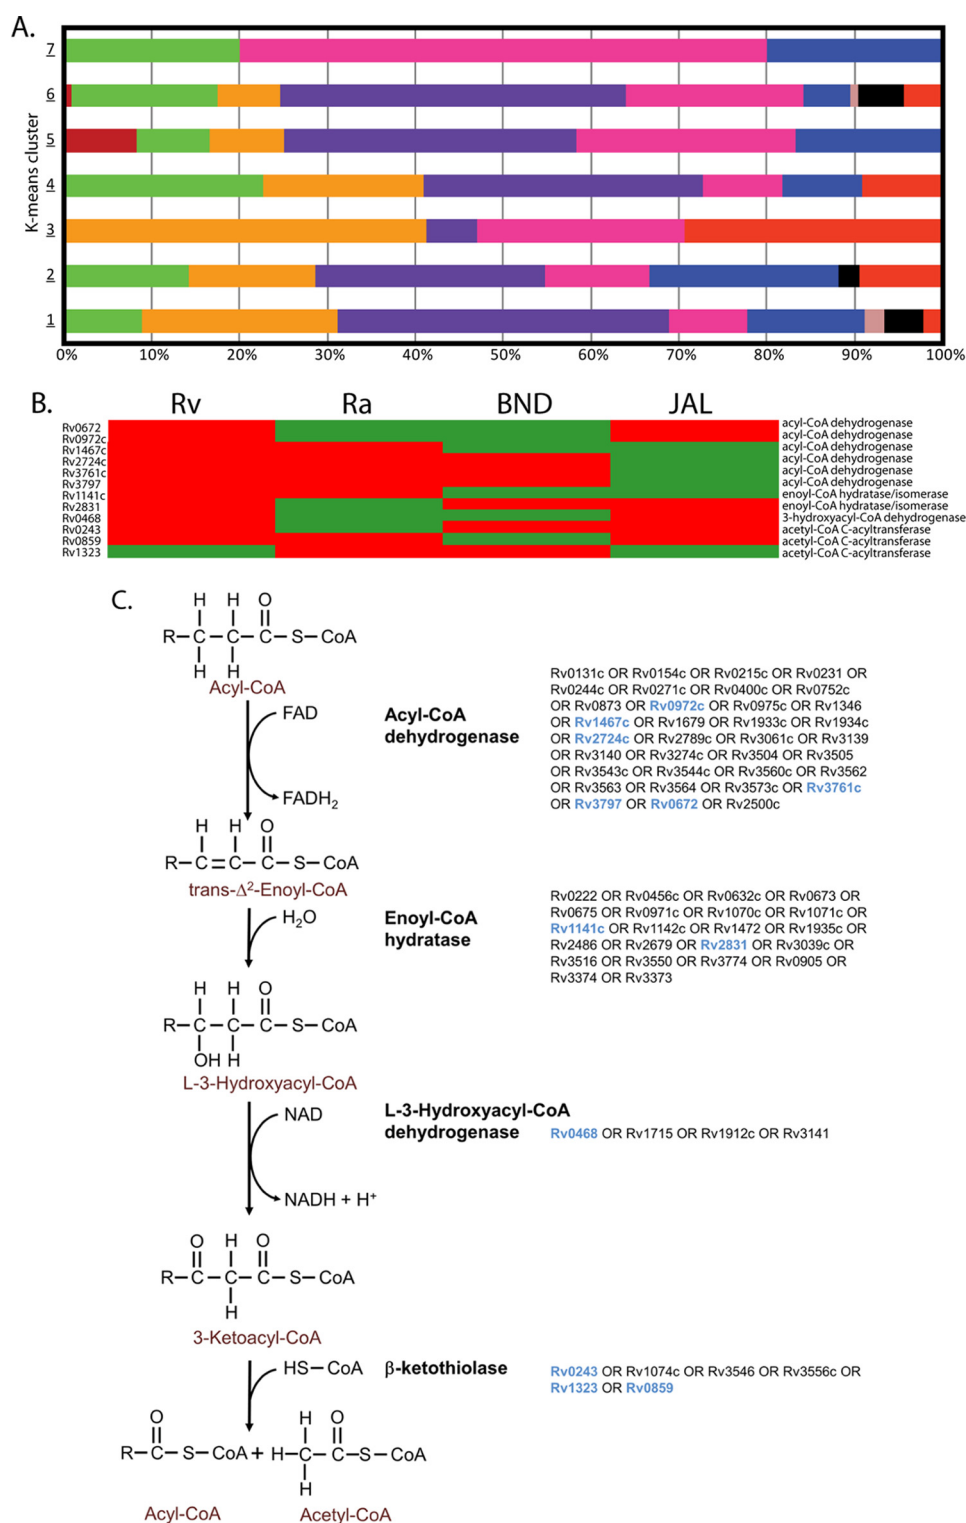 A.
K-means cluster
7
6
5
4
3
2
1
0% 10% 20% 30% 40% 50% 60% 70% 80% 90% 100%
B.
Rv Ra BND JAL
Rv0672 acyl-CoA dehydrogenase
Rv0972c acyl-CoA dehydrogenase
Rv1467c acyl-CoA dehydrogenase
Rv2724c acyl-CoA dehydrogenase
Rv3761c acyl-CoA dehydrogenase
Rv3797 acyl-CoA dehydrogenase
Rv1141c enoyl-CoA hydratase/isomerase
Rv2831 enoyl-CoA hydratase/isomerase
Rv0468 3-hydroxyacyl-CoA dehydrogenase
Rv0243 acetyl-CoA C-acyltransferase
Rv0859 acetyl-CoA C-acyltransferase
Rv1323 acetyl-CoA C-acyltransferase
C.
H H O
R–C–C–C–S–CoA
H H
Acyl-CoA
FAD
FADH₂
Acyl-CoA
dehydrogenase
Rv0131c OR Rv0154c OR Rv0215c OR Rv0231 OR
Rv0244c OR Rv0271c OR Rv0400c OR Rv0752c
OR Rv0873 OR Rv0972c OR Rv0975c OR Rv1346
OR Rv1467c OR Rv1679 OR Rv1933c OR Rv1934c
OR Rv2724c OR Rv2789c OR Rv3061c OR Rv3139
OR Rv3140 OR Rv3274c OR Rv3504 OR Rv3505
OR Rv3543c OR Rv3544c OR Rv3560c OR Rv3562
OR Rv3563 OR Rv3564 OR Rv3573c OR Rv3761c
OR Rv3797 OR Rv0672 OR Rv2500c
H H O
R–C=C–C–S–CoA
trans-Δ²-Enoyl-CoA
H₂O
Enoyl-CoA
hydratase
Rv0222 OR Rv0456c OR Rv0632c OR Rv0673 OR
Rv0675 OR Rv0971c OR Rv1070c OR Rv1071c OR
Rv1141c OR Rv1142c OR Rv1472 OR Rv1935c OR
Rv2486 OR Rv2679 OR Rv2831 OR Rv3039c OR
Rv3516 OR Rv3550 OR Rv3774 OR Rv0905 OR
Rv3374 OR Rv3373
H H O
R–C–C–C–S–CoA
OH H
L-3-Hydroxyacyl-CoA
NAD
NADH + H⁺
L-3-Hydroxyacyl-CoA
dehydrogenase
Rv0468 OR Rv1715 OR Rv1912c OR Rv3141
O H O
R–C–C–C–S–CoA
H
3-Ketoacyl-CoA
HS–CoA
β-ketothiolase
Rv0243 OR Rv1074c OR Rv3546 OR Rv3556c OR
Rv1323 OR Rv0859
O H O
R–C–S–CoA + H–C–C–S–CoA
H
Acyl-CoA Acetyl-CoA